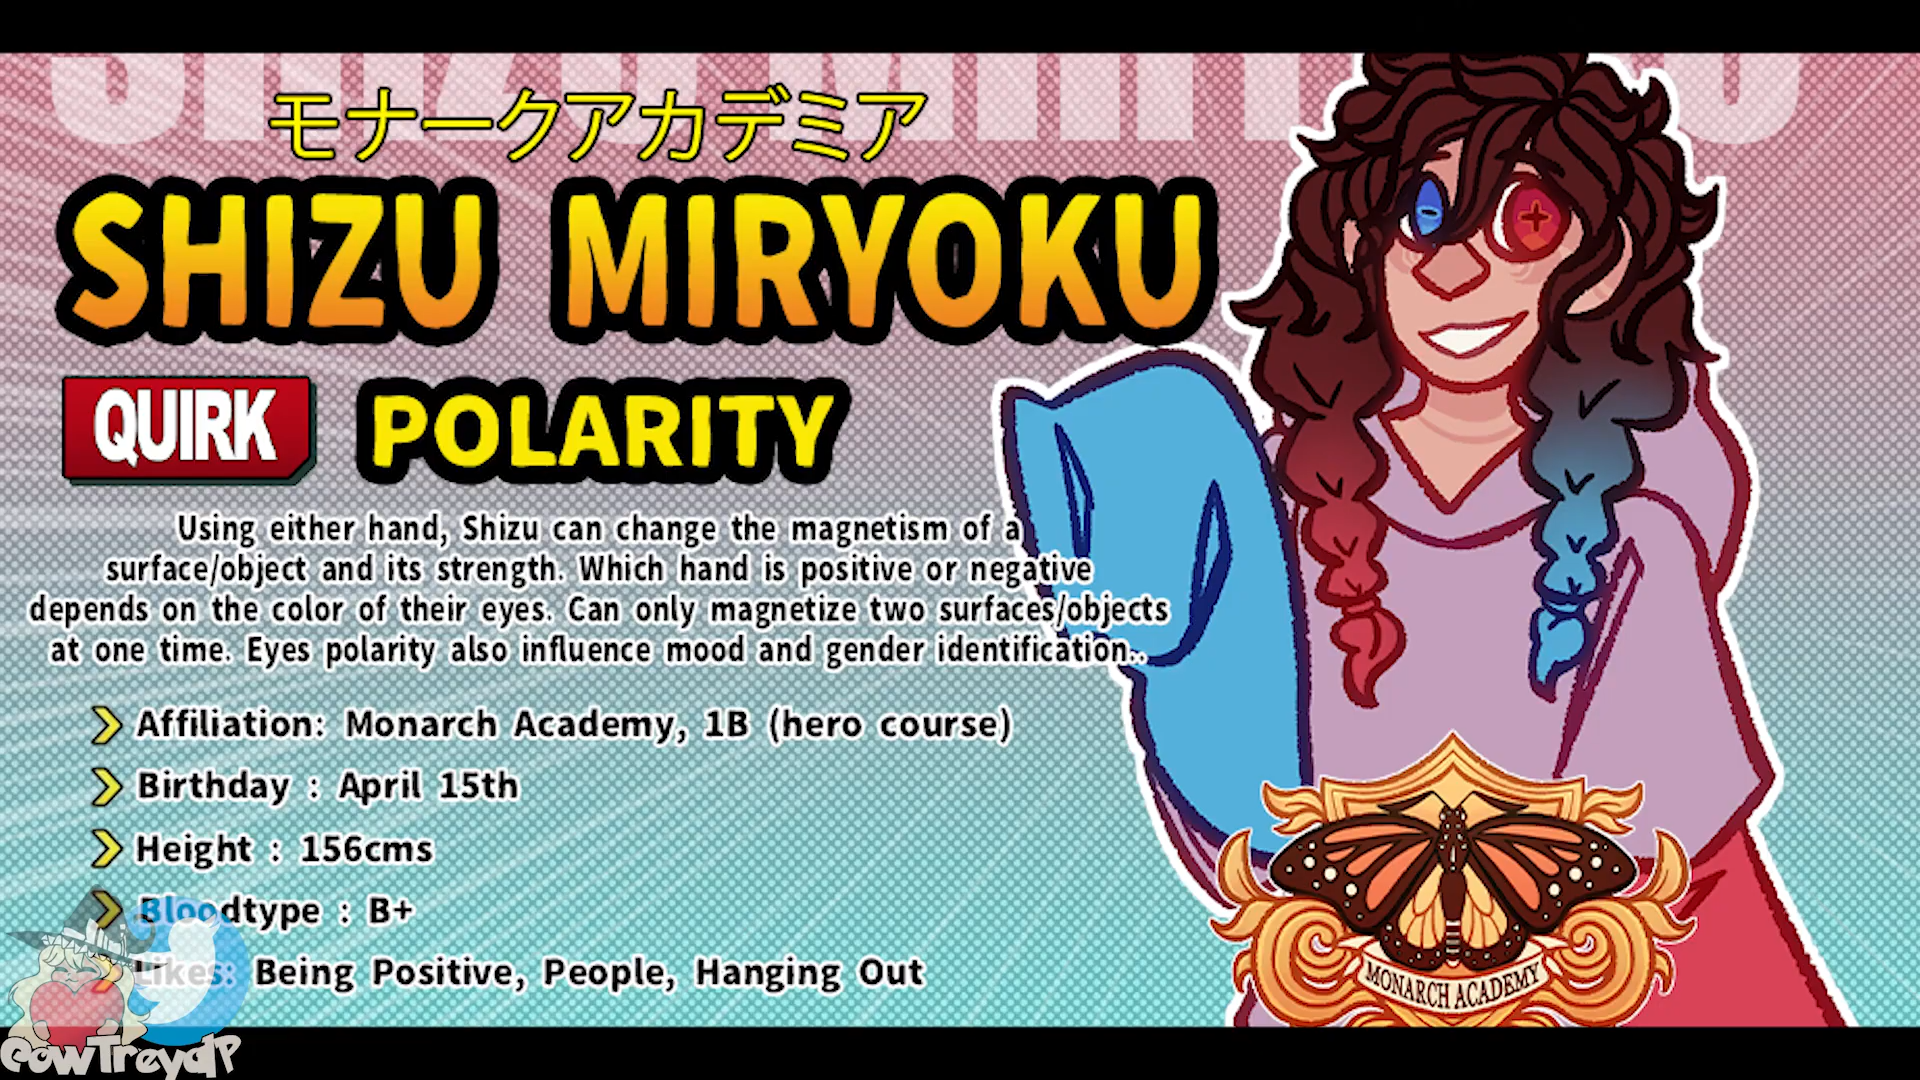 SHIZU MIRYOKU
モナークアカデミア
SHIZU MIRYOKU
QUIRK POLARITY
Using either hand, Shizu can change the magnetism of a
surface/object and its strength. Which hand is positive or negative
depends on the color of their eyes. Can only magnetize two surfaces/objects
at one time. Eyes polarity also influence mood and gender identification..
Affiliation: Monarch Academy, 1B (hero course)
Birthday : April 15th
Height : 156cms
Bloodtype : B+
Likes: Being Positive, People, Hanging Out
MONARCH ACADEMY